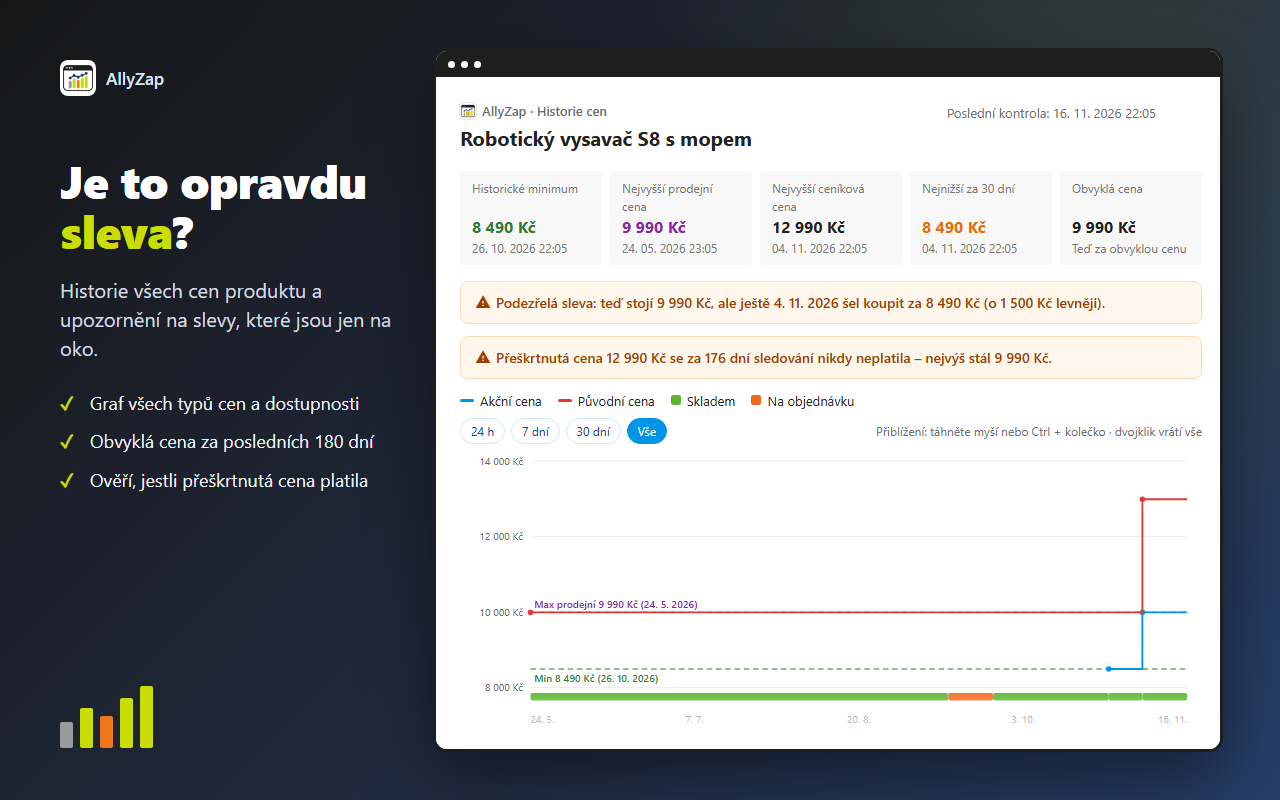 AllyZap
Je to opravdu
sleva?
Historie všech cen produktu a
upozornění na slevy, které jsou jen na
oko.
✓ Graf všech typů cen a dostupnosti
✓ Obvyklá cena za posledních 180 dní
✓ Ověří, jestli přeškrtnutá cena platila
AllyZap · Historie cen
Poslední kontrola: 16. 11. 2026 22:05
Robotický vysavač S8 s mopem
Historické minimum
8 490 Kč
26. 10. 2026 22:05
Nejvyšší prodejní
cena
9 990 Kč
24. 05. 2026 23:05
Nejvyšší ceníková
cena
12 990 Kč
04. 11. 2026 22:05
Nejnižší za 30 dní
8 490 Kč
04. 11. 2026 22:05
Obvyklá cena
9 990 Kč
Teď za obvyklou cenu
Podezřelá sleva: teď stojí 9 990 Kč, ale ještě 4. 11. 2026 šel koupit za 8 490 Kč (o 1 500 Kč levněji).
Přeškrtnutá cena 12 990 Kč se za 176 dní sledování nikdy neplatila – nejvýš stál 9 990 Kč.
Akční cena Původní cena Skladem Na objednávku
24 h 7 dní 30 dní Vše
Přiblížení: táhněte myší nebo Ctrl + kolečko · dvojklik vrátí vše
14 000 Kč
12 000 Kč
10 000 Kč
Max prodejní 9 990 Kč (24. 5. 2026)
Min 8 490 Kč (26. 10. 2026)
8 000 Kč
24. 5. 7. 7. 20. 8. 3. 10. 16. 11.